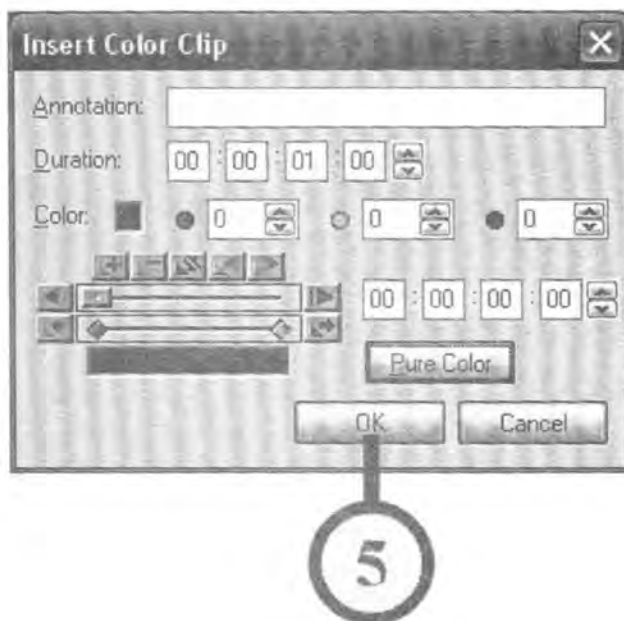 Insert Color Clip
Annotation:
Duration: 00 : 00 : 01 : 00
Color: 0 0 0
00 : 00 : 00 : 00
Pure Color
OK Cancel
5